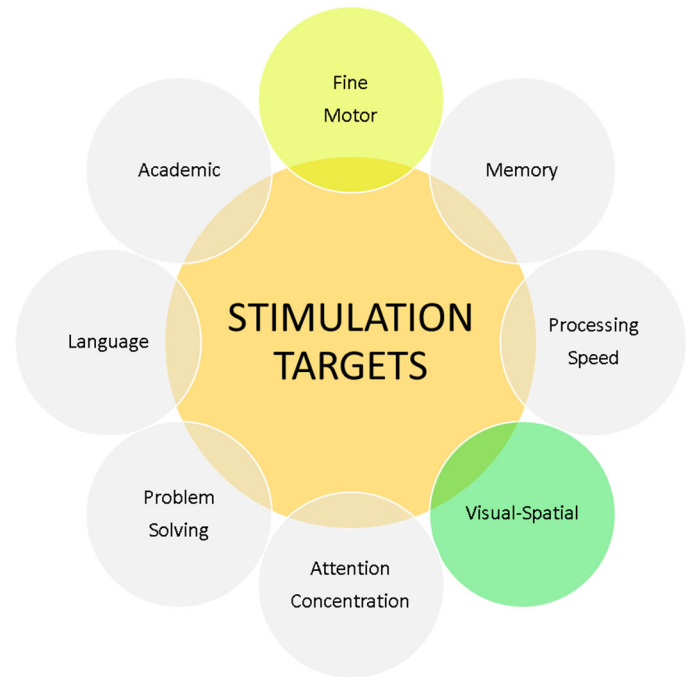 Fine
Motor
Academic
Memory
STIMULATION
TARGETS
Language
Processing
Speed
Problem
Solving
Visual-Spatial
Attention
Concentration